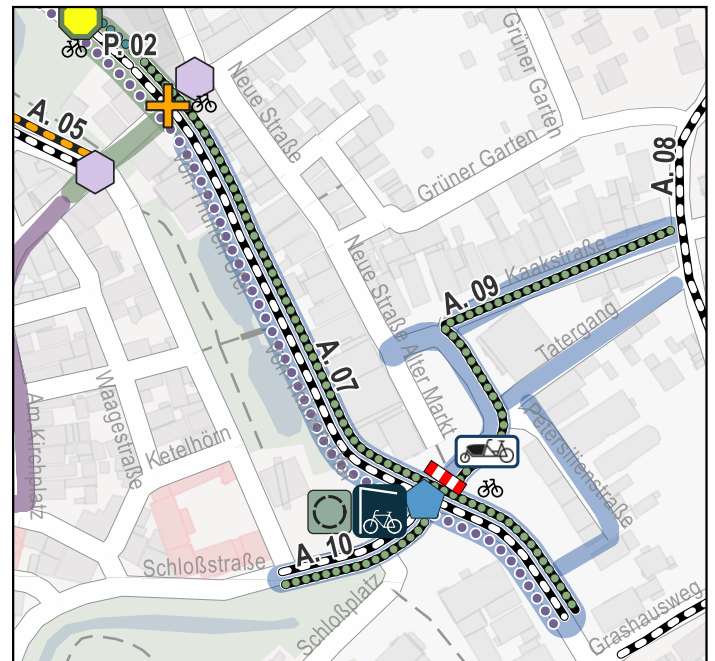 P. 02
Grüner Garten
Neue Straße
A. 05
A. 08
Grüner Garten
Kaakstraße
Neue Straße
A. 09
Tatergang
A. 07
Alter Markt
Waagestraße
Am Kirchplatz
Ketelhörn
Petersilienstraße
A. 10
Schloßstraße
Schloßplatz
Grashausweg